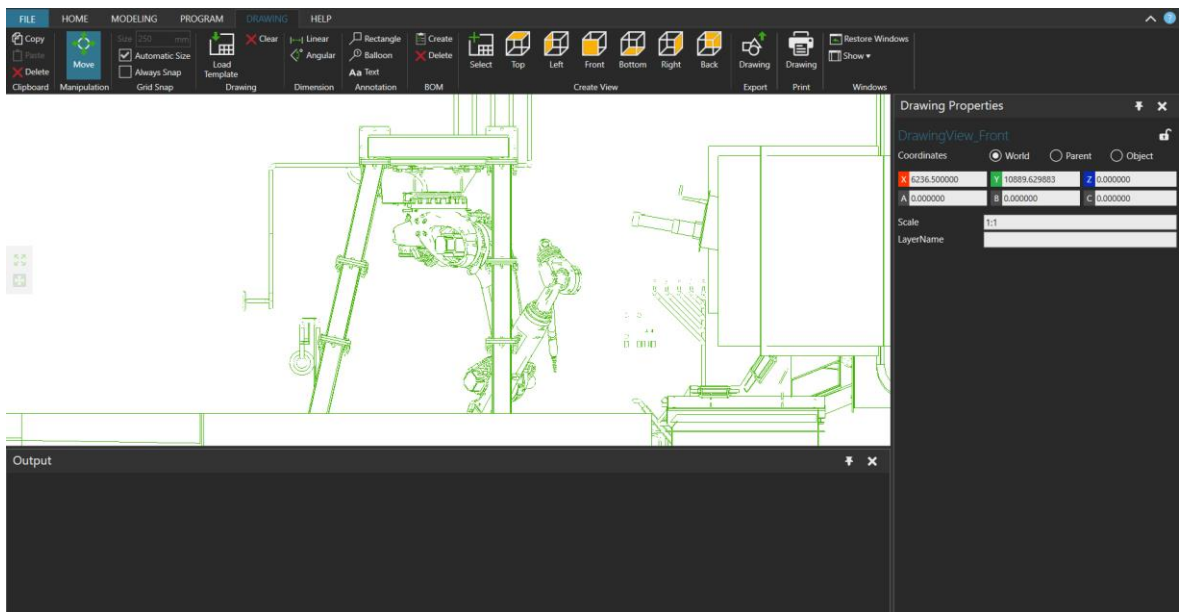 FILE HOME MODELING PROGRAM DRAWING HELP
Copy
Paste
Delete
Clipboard
Move
Manipulation
Size 250 mm
Automatic Size
Always Snap
Grid Snap
Load
Template
Clear
Drawing
Linear
Angular
Dimension
Rectangle
Balloon
Aa Text
Annotation
Create
Delete
BOM
Select Top Left Front Bottom Right Back
Create View
Drawing
Export
Drawing
Print
Restore Windows
Show
Windows
Drawing Properties
DrawingView_Front
Coordinates World Parent Object
X 6236.500000 Y 10889.629883 Z 0.000000
A 0.000000 B 0.000000 C 0.000000
Scale 1:1
LayerName
Output